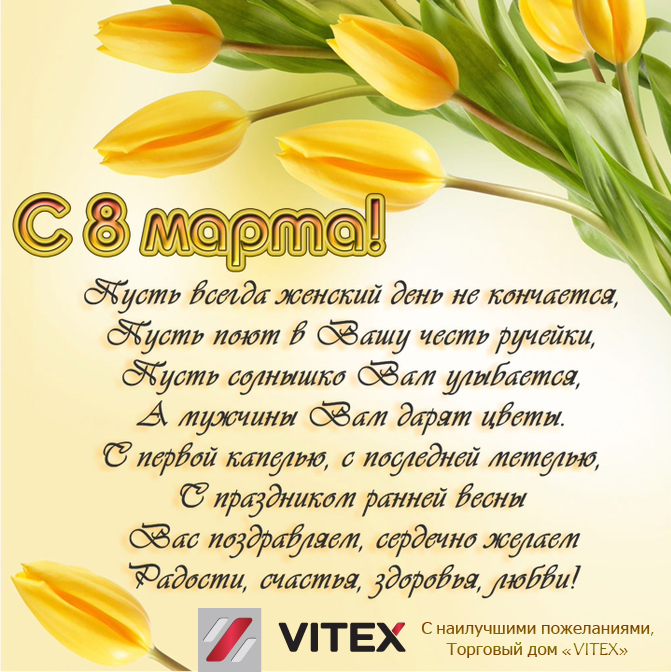 С 8 марта!
Пусть всегда женский день не кончается,
Пусть поют в Вашу честь ручейки,
Пусть солнышко Вам улыбается,
А мужчины Вам дарят цветы.
С первой капелью, с последней метелью,
С праздником ранней весны
Вас поздравляем, сердечно желаем
Радости, счастья, здоровья, любви!
VITEX
С наилучшими пожеланиями,
Торговый дом «VITEX»